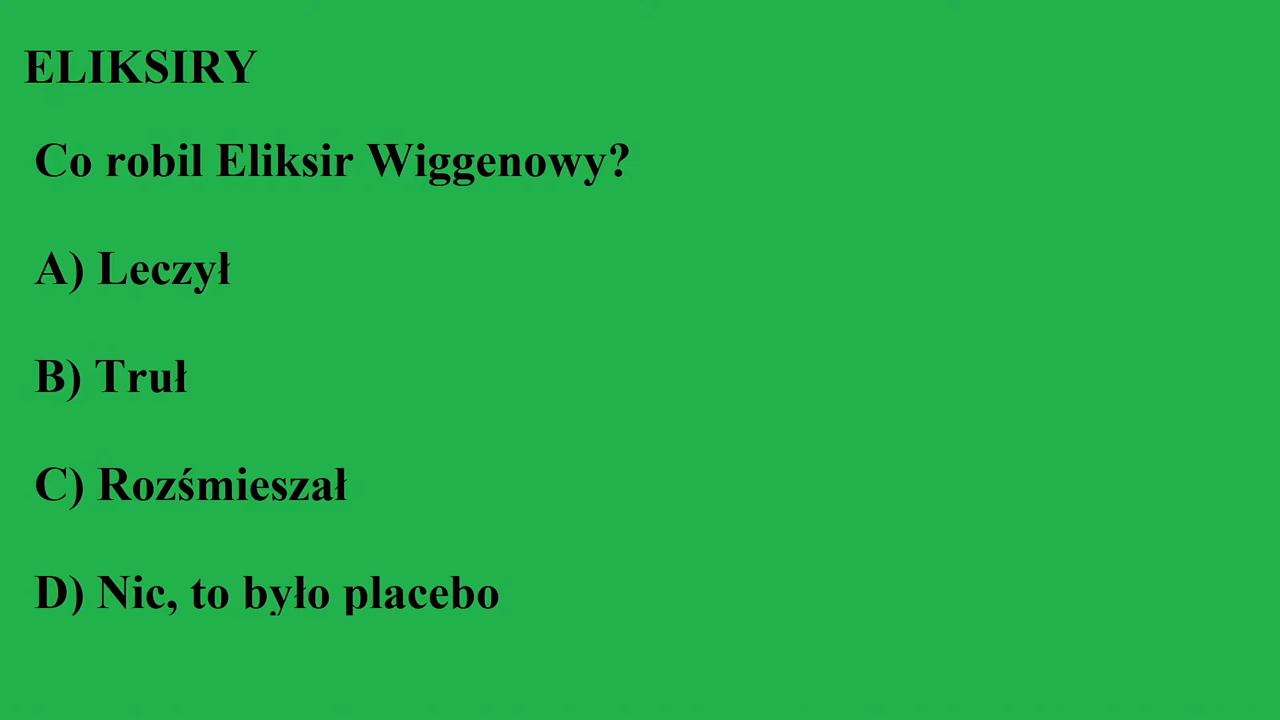 ELIKSIRY
Co robil Eliksir Wiggenowy?
A) Leczył
B) Truł
C) Rozśmieszał
D) Nic, to było placebo